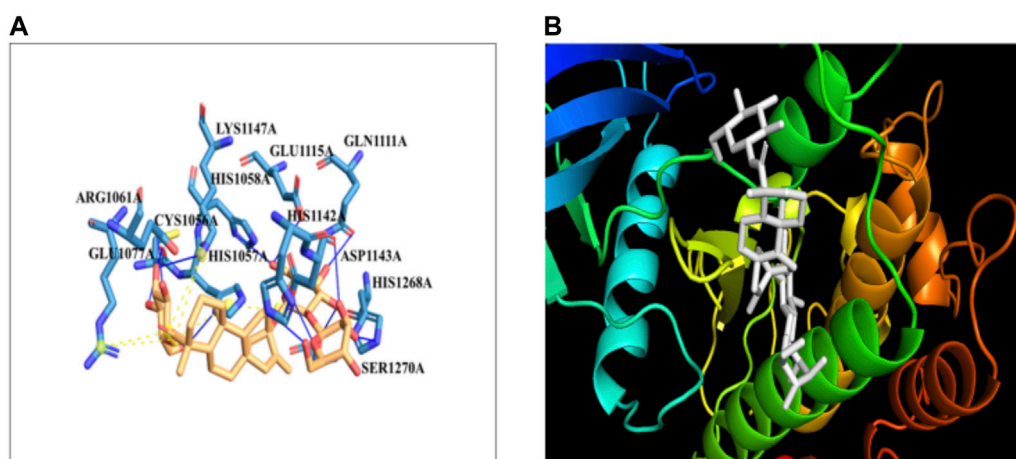 A
B
LYS1147A
GLN1111A
GLU1115A
HIS1058A
ARG1061A
CYS1056A
HIS1142A
GLU1077A
HIS1057A
ASP1143A
HIS1268A
SER1270A